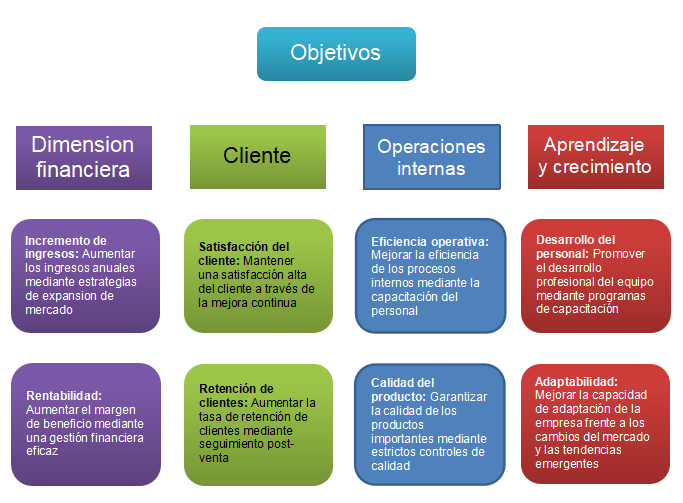 Objetivos
Dimension
financiera
Cliente
Operaciones
internas
Aprendizaje
y crecimiento
Incremento de
ingresos: Aumentar
los ingresos anuales
mediante estrategias
de expansion de
mercado
Satisfacción del
cliente: Mantener
una satisfacción alta
del cliente a través de
la mejora continua
Eficiencia operativa:
Mejorar la eficiencia
de los procesos
internos mediante la
capacitación del
personal
Desarrollo del
personal: Promover
el desarrollo
profesional del equipo
mediante programas
de capacitación
Rentabilidad:
Aumentar el margen
de beneficio mediante
una gestión financiera
eficaz
Retención de
clientes: Aumentar la
tasa de retención de
clientes mediante
seguimiento post-
venta
Calidad del
producto: Garantizar
la calidad de los
productos
importantes mediante
estrictos controles de
calidad
Adaptabilidad:
Mejorar la capacidad
de adaptación de la
empresa frente a los
cambios del mercado
y las tendencias
emergentes